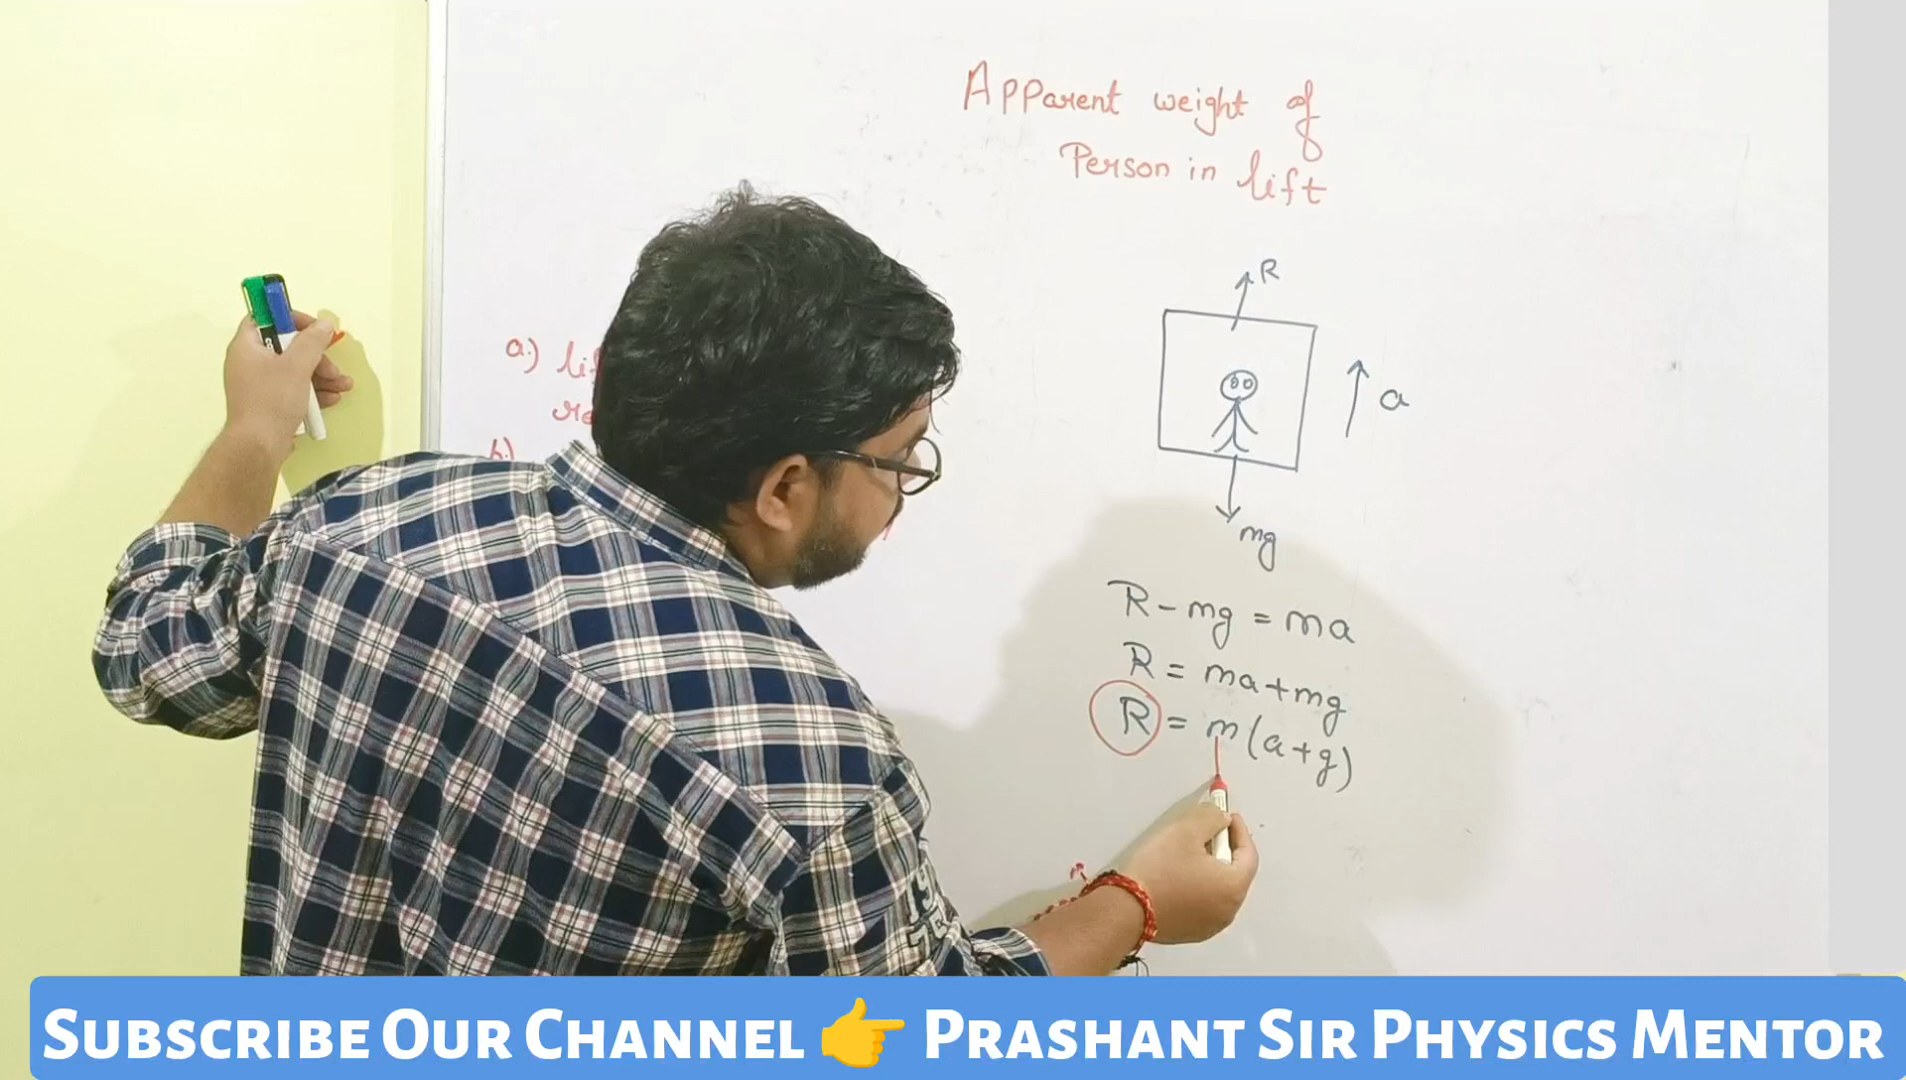 Apparent weight of
Person in lift
R
a.)
a
b.)
mg
R - mg = ma
R = ma + mg
R = m(a+g)
Subscribe Our Channel 👉 Prashant Sir Physics Mentor